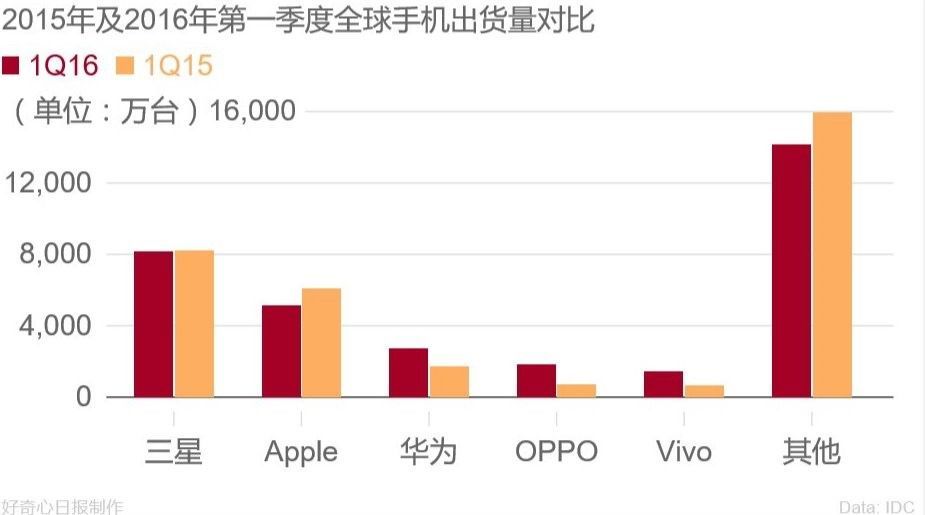 2015年及2016年第一季度全球手机出货量对比
1Q16 1Q15
（单位：万台）16,000
12,000
8,000
4,000
0
三星 Apple 华为 OPPO Vivo 其他
好奇心日报制作 Data: IDC